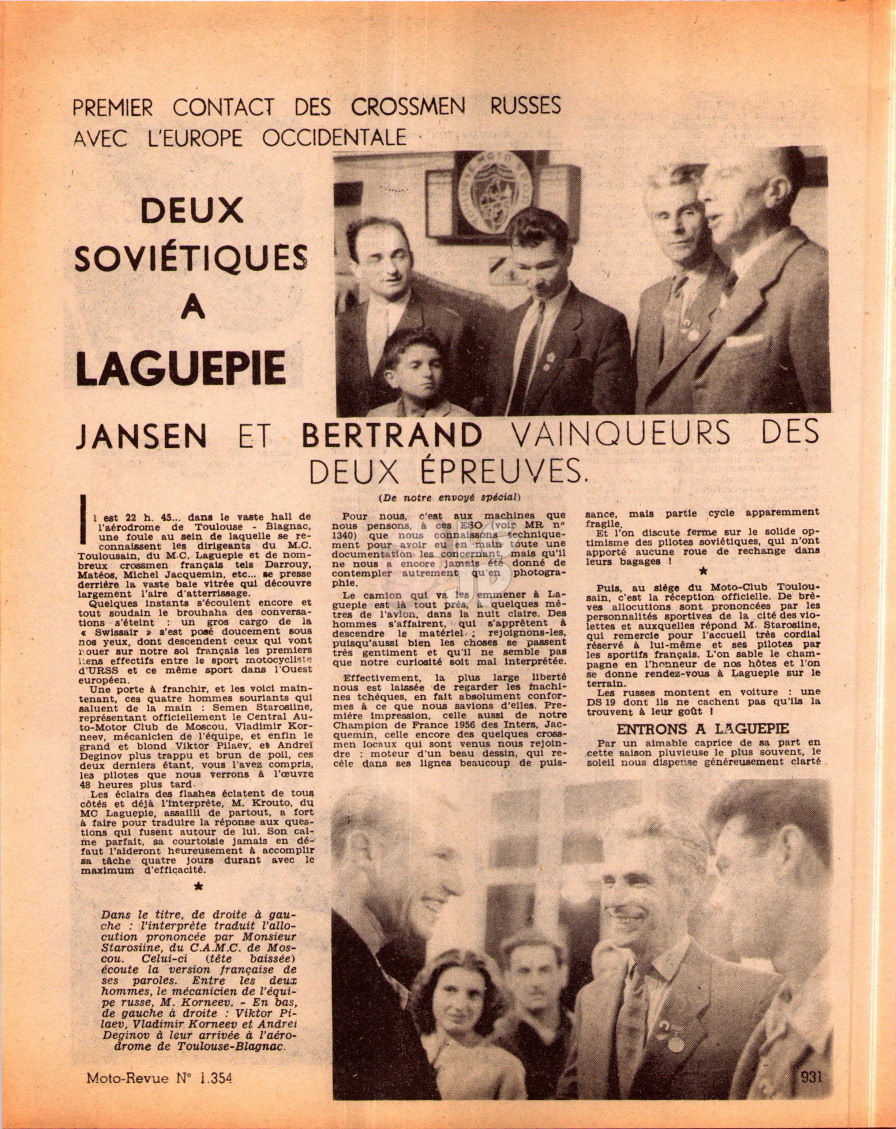 PREMIER CONTACT DES CROSSMEN RUSSES
AVEC L'EUROPE OCCIDENTALE
DEUX
SOVIÉTIQUES
A
LAGUEPIE
JANSEN ET BERTRAND VAINQUEURS DES
DEUX ÉPREUVES.
(De notre envoyé spécial)
Il est 22 h. 45... dans le vaste hall de
l'aérodrome de Toulouse - Blagnac,
une foule au sein de laquelle se re-
connaissent les dirigeants du M.C.
Toulousain, du M.C. Laguepie et de nom-
breux crossmen français tels Darrouy,
Matéos, Michel Jacquemin, etc... se presse
derrière la vaste baie vitrée qui découvre
largement l'aire d'atterrissage.
Quelques instants s'écoulent encore et
tout soudain le brouhaha des conversa-
tions s'éteint : un gros cargo de la
« Swissair » s'est posé doucement sous
nos yeux, dont descendent ceux qui vont
nouer sur notre sol français les premiers
liens effectifs entre le sport motocycliste
d'URSS et ce même sport dans l'Ouest
européen.
Une porte à franchir, et les voici main-
tenant, ces quatre hommes souriants qui
saluent de la main : Semen Starosiine,
représentant officiellement le Central Au-
to-Motor Club de Moscou, Vladimir Kor-
neev, mécanicien de l'équipe, et enfin le
grand et blond Viktor Pilaev, et Andreï
Deginov plus trappu et brun de poil, ces
deux derniers étant, vous l'avez compris,
les pilotes que nous verrons à l'œuvre
48 heures plus tard.
Les éclairs des flashes éclatent de tous
côtés et déjà l'interprète, M. Krouto, du
MC Laguepie, assailli de partout, a fort
à faire pour traduire la réponse aux ques-
tions qui fusent autour de lui. Son cal-
me parfait, sa courtoisie jamais en dé-
faut l'aideront heureusement à accomplir
sa tâche quatre jours durant avec le
maximum d'efficacité.
★
Dans le titre, de droite à gau-
che : l'interprète traduit l'allo-
cution prononcée par Monsieur
Starosiine, du C.A.M.C. de Mos-
cou. Celui-ci (tête baissée)
écoute la version française de
ses paroles. Entre les deux
hommes, le mécanicien de l'équi-
pe russe, M. Korneev. - En bas,
de gauche à droite : Viktor Pi-
laev, Vladimir Korneev et Andrei
Deginov à leur arrivée à l'aéro-
drome de Toulouse-Blagnac.
Pour nous, c'est aux machines que
nous pensons, à ces ESO (voir MR n°
1340) que nous connaissons technique-
ment pour avoir eu en main toute une
documentation les concernant, mais qu'il
ne nous a encore jamais été donné de
contempler autrement qu'en photogra-
phie.
Le camion qui va les emmener à La-
guepie est là tout près, à quelques mè-
tres de l'avion, dans la nuit claire. Des
hommes s'affairent, qui s'apprêtent à
descendre le matériel ; rejoignons-les,
puisqu'aussi bien les choses se passent
très gentiment et qu'il ne semble pas
que notre curiosité soit mal interprétée.
Effectivement, la plus large liberté
nous est laissée de regarder les machi-
nes tchèques, en fait absolument confor-
mes à ce que nous savions d'elles. Pre-
mière impression, celle aussi de notre
Champion de France 1956 des Inters, Jac-
quemin, celle encore des quelques cross-
men locaux qui sont venus nous rejoin-
dre : moteur d'un beau dessin, qui re-
cèle dans ses lignes beaucoup de puis-
sance, mais partie cycle apparemment
fragile.
Et l'on discute ferme sur le solide op-
timisme des pilotes soviétiques, qui n'ont
apporté aucune roue de rechange dans
leurs bagages !
★
Puis, au siège du Moto-Club Toulou-
sain, c'est la réception officielle. De brè-
ves allocutions sont prononcées par les
personnalités sportives de la cité des vio-
lettes et auxquelles répond M. Starosiine,
qui remercie pour l'accueil très cordial
réservé à lui-même et ses pilotes par
les sportifs français. L'on sable le cham-
pagne en l'honneur de nos hôtes et l'on
se donne rendez-vous à Laguepie sur le
terrain.
Les russes montent en voiture : une
DS 19 dont ils ne cachent pas qu'ils la
trouvent à leur goût !
ENTRONS A LAGUEPIE
Par un aimable caprice de sa part en
cette saison pluvieuse le plus souvent, le
soleil nous dispense généreusement clarté
Moto-Revue N° 1.354
931